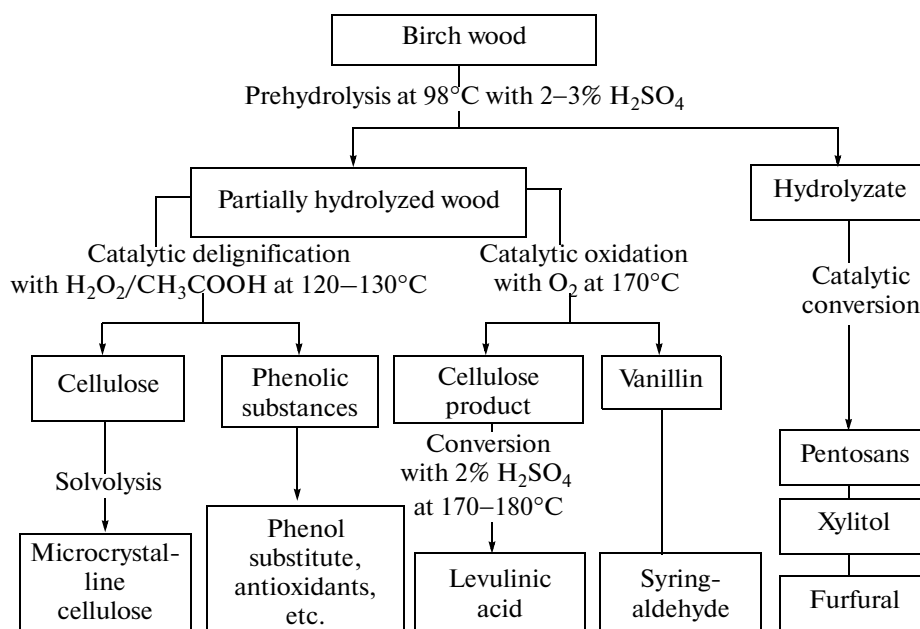 Birch wood
Prehydrolysis at 98°C with 2–3% H₂SO₄
Partially hydrolyzed wood
Hydrolyzate
Catalytic delignification
with H₂O₂/CH₃COOH at 120–130°C
Catalytic oxidation
with O₂ at 170°C
Catalytic
conversion
Cellulose
Phenolic
substances
Cellulose
product
Vanillin
Solvolysis
Conversion
with 2% H₂SO₄
at 170–180°C
Pentosans
Xylitol
Furfural
Microcrystal-
line
cellulose
Phenol
substitute,
antioxidants,
etc.
Levulinic
acid
Syring-
aldehyde